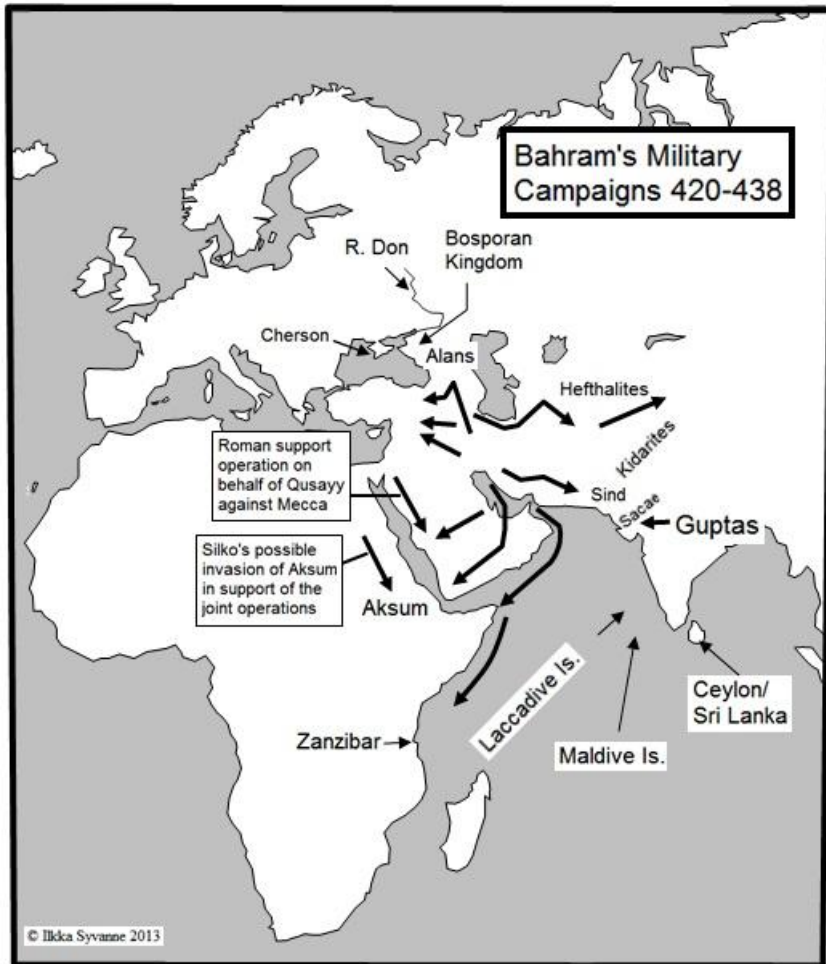 Bahram's Military
Campaigns 420-438
R. Don
Bosporan
Kingdom
Cherson
Alans
Hefthalites
Kidarites
Roman support
operation on
behalf of Qusayy
against Mecca
Sind
Sacae
Guptas
Silko's possible
invasion of Aksum
in support of the
joint operations
Aksum
Laccadive Is.
Ceylon/
Sri Lanka
Zanzibar
Maldive Is.
© Ilkka Syvanne 2013